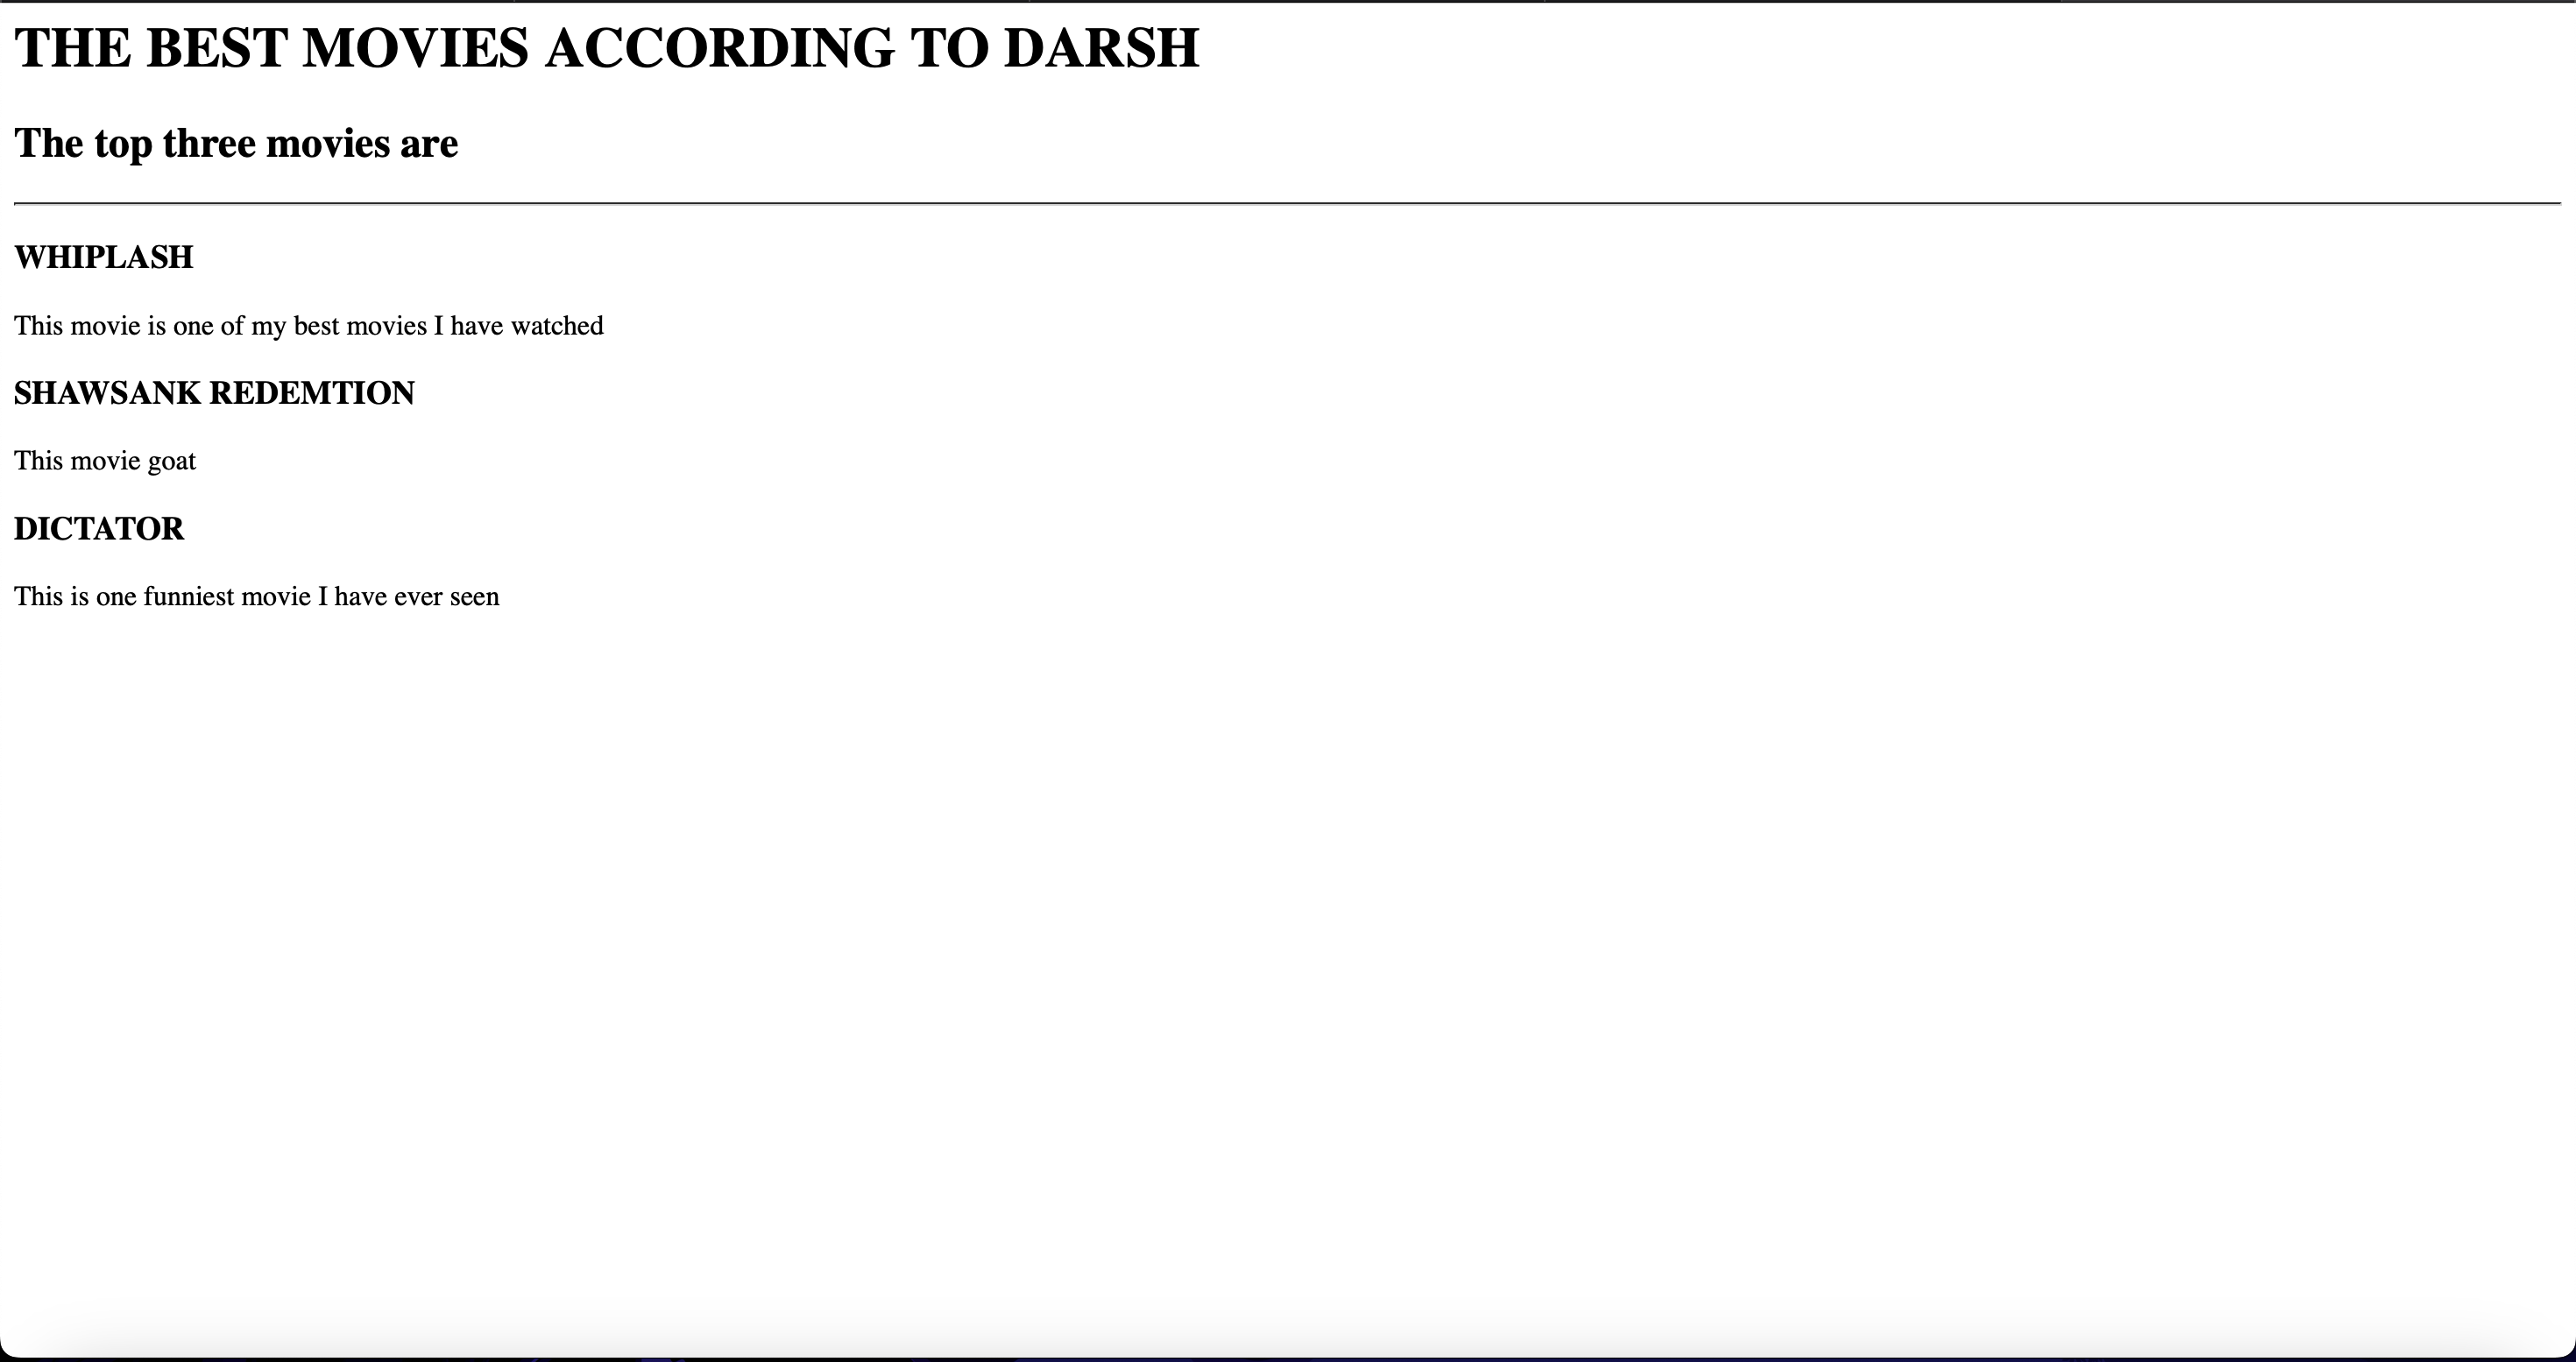 THE BEST MOVIES ACCORDING TO DARSH
The top three movies are
WHIPLASH
This movie is one of my best movies I have watched
SHAWSANK REDEMTION
This movie goat
DICTATOR
This is one funniest movie I have ever seen